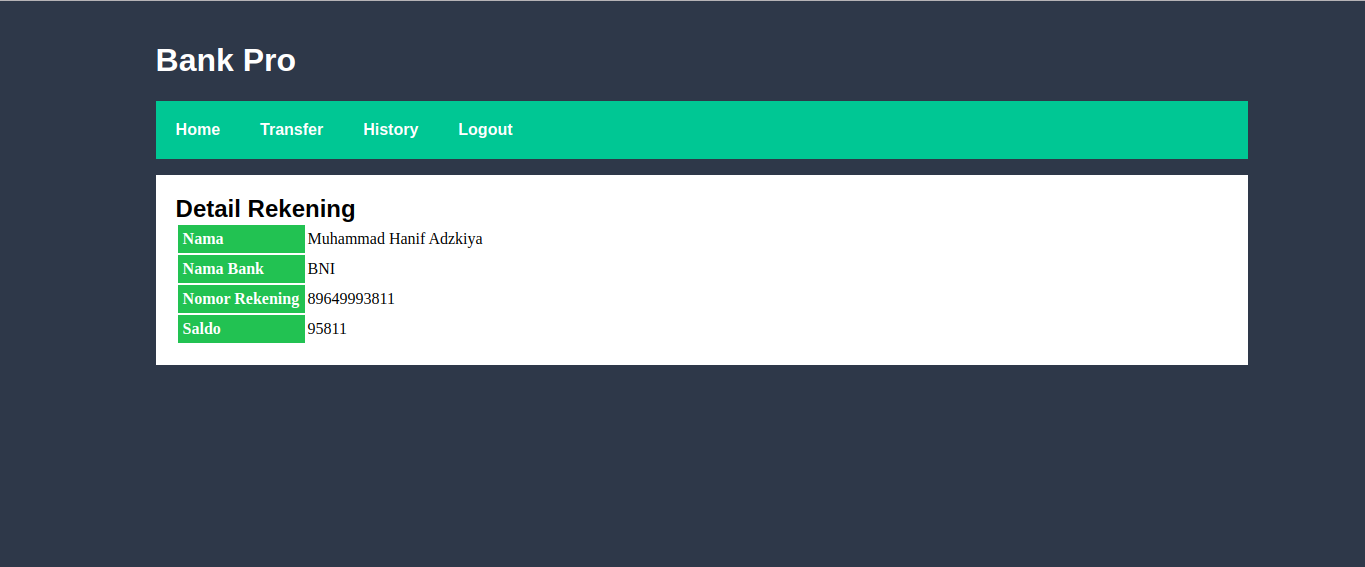 Bank Pro
Home Transfer History Logout
Detail Rekening
Nama Muhammad Hanif Adzkiya
Nama Bank BNI
Nomor Rekening 89649993811
Saldo 95811